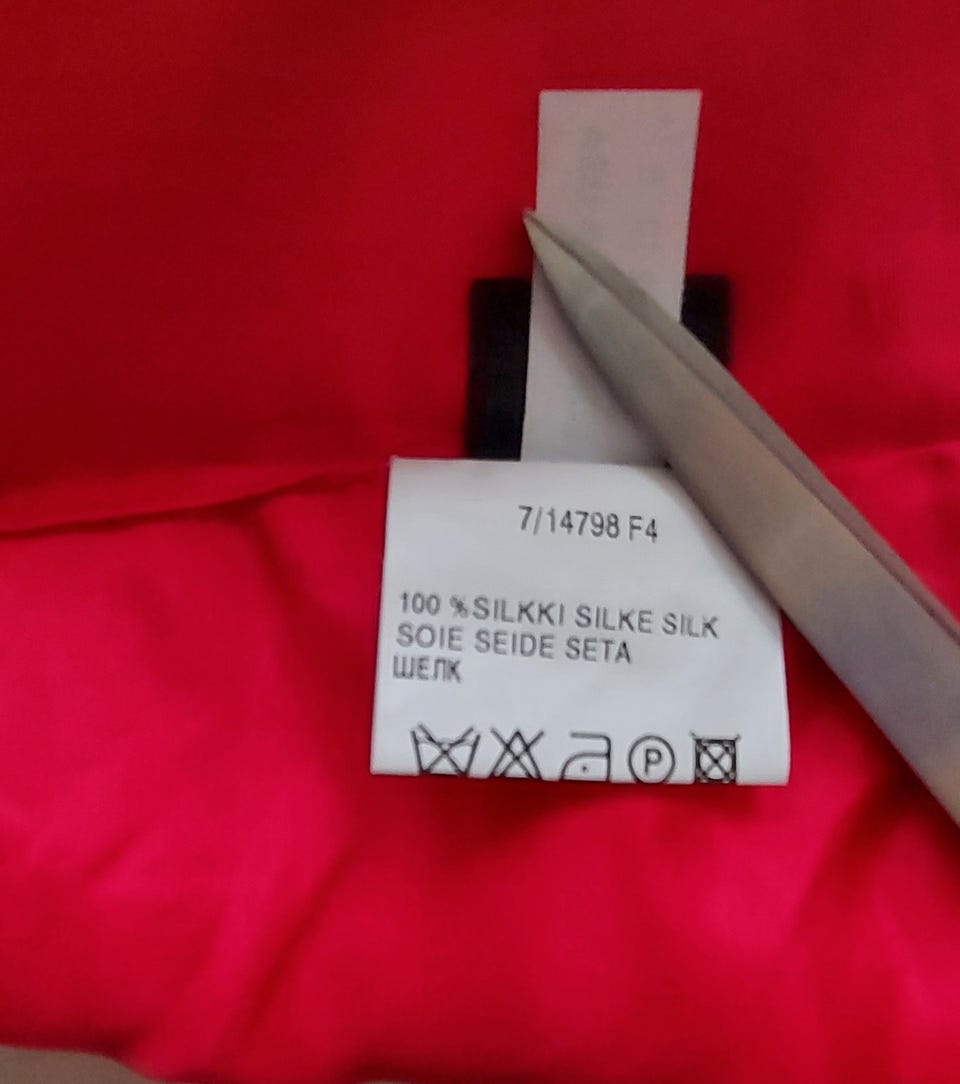 7/14798 F4
100 % SILKKI SILKE SILK
SOIE SEIDE SETA
ШЕЛК
P